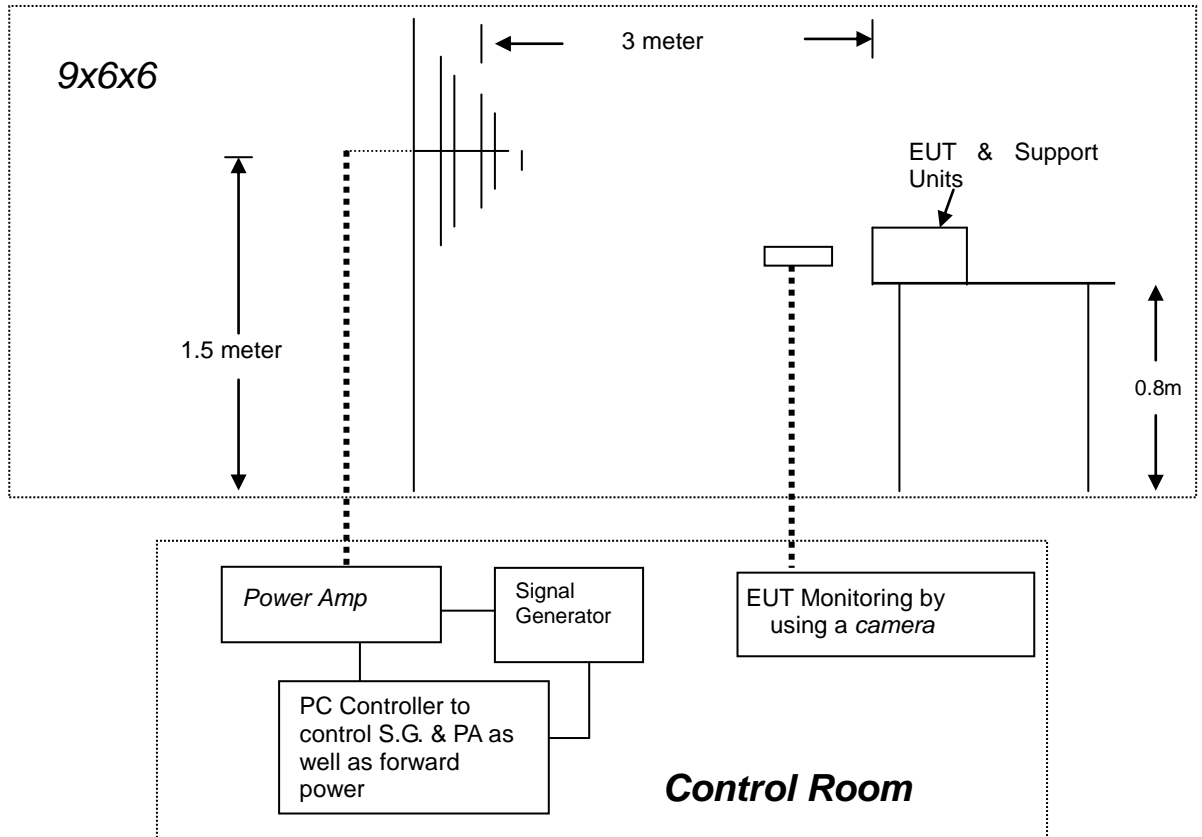 3 meter
9x6x6
EUT & Support
Units
1.5 meter
0.8m
Power Amp
Signal
Generator
EUT Monitoring by
using a camera
PC Controller to
control S.G. & PA as
well as forward
power
Control Room